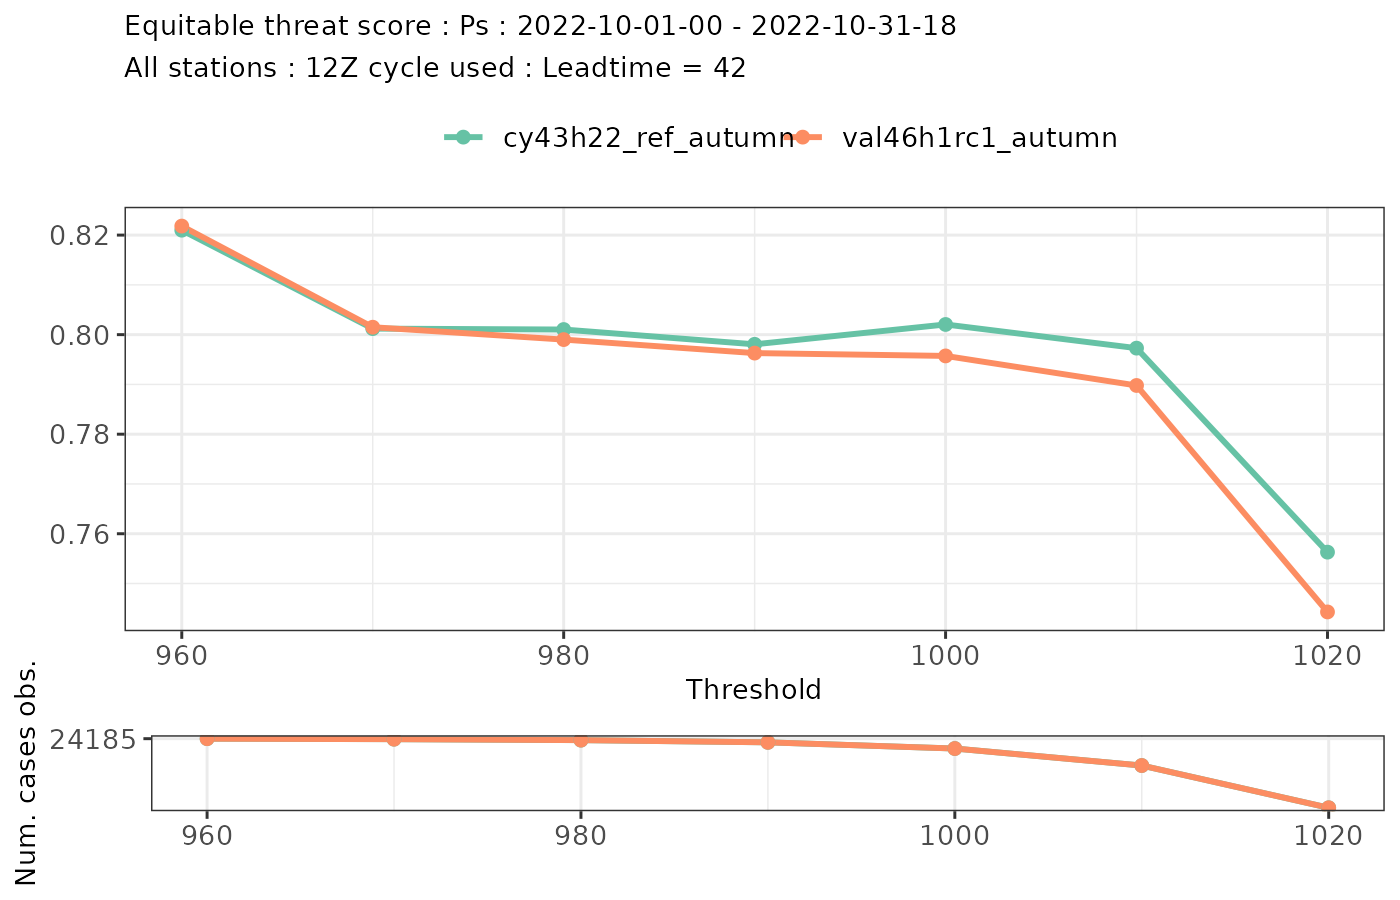 Equitable threat score : Ps : 2022-10-01-00 - 2022-10-31-18
All stations : 12Z cycle used : Leadtime = 42
cy43h22_ref_autumn val46h1rc1_autumn
0.82
0.80
0.78
0.76
960 980 1000 1020
Threshold
Num. cases obs.
24185
960 980 1000 1020